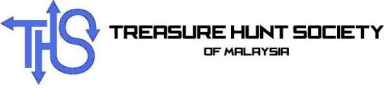 THS
TREASURE HUNT SOCIETY
OF MALAYSIA